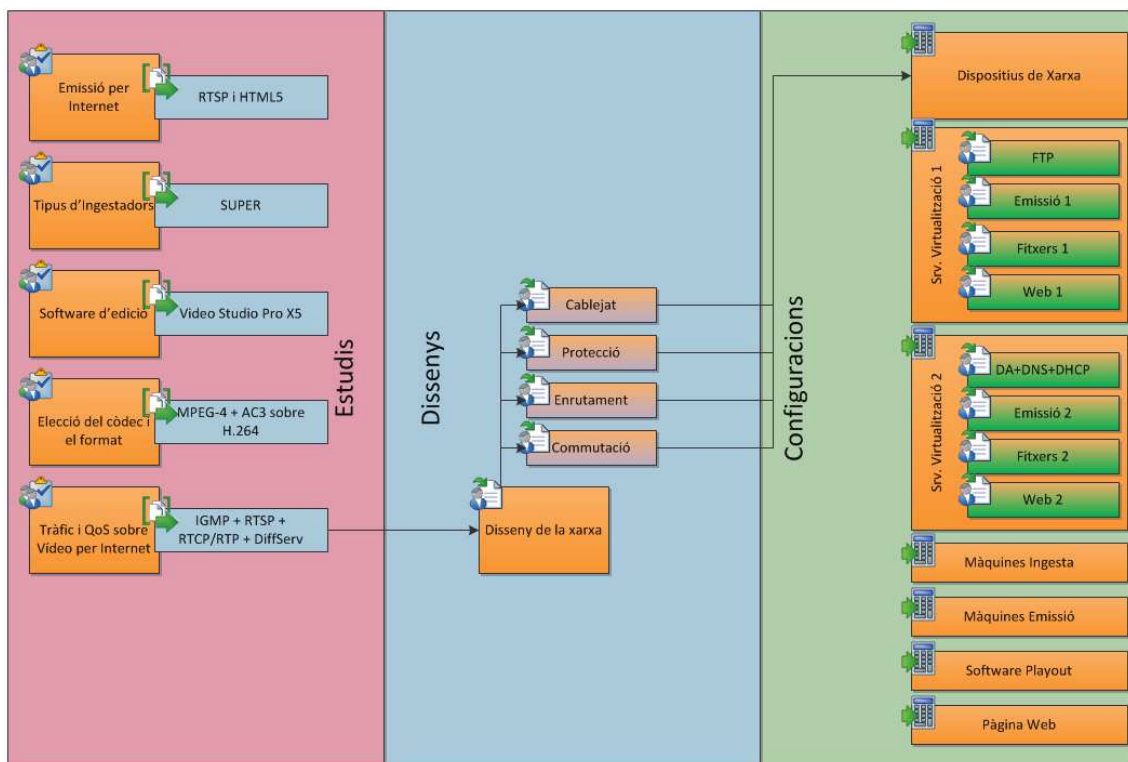 Emissió per
Internet
RTSP i HTML5
Tipus d'Ingestadors
SUPER
Software d'edició
Video Studio Pro X5
Elecció del còdec i
el format
MPEG-4 + AC3 sobre
H.264
Tràfic i QoS sobre
Vídeo per Internet
IGMP + RTSP +
RTCP/RTP + DiffServ
Estudis
Dissenys
Cablejat
Protecció
Enrutament
Commutació
Disseny de la xarxa
Configuracions
Dispositius de Xarxa
Srv. Virtualització 1
FTP
Emissió 1
Fitxers 1
Web 1
Srv. Virtualització 2
DA+DNS+DHCP
Emissió 2
Fitxers 2
Web 2
Màquines Ingesta
Màquines Emissió
Software Playout
Pàgina Web